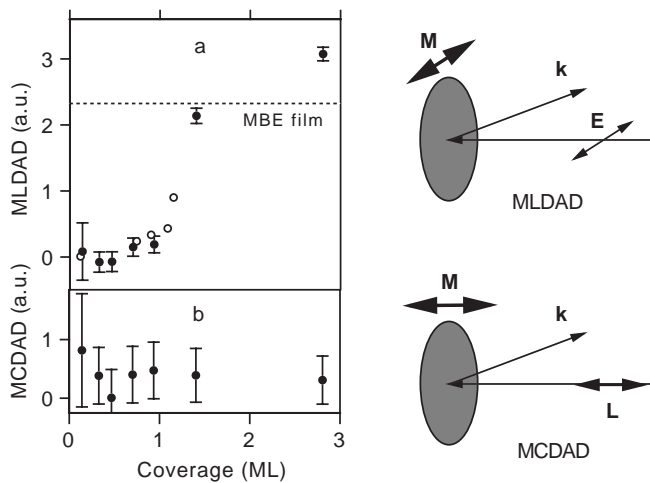 a
3
2
1
0
MLDAD (a.u.)
MBE film
b
1
0
MCDAD (a.u.)
0
1
2
3
Coverage (ML)
M
k
E
MLDAD
M
k
L
MCDAD